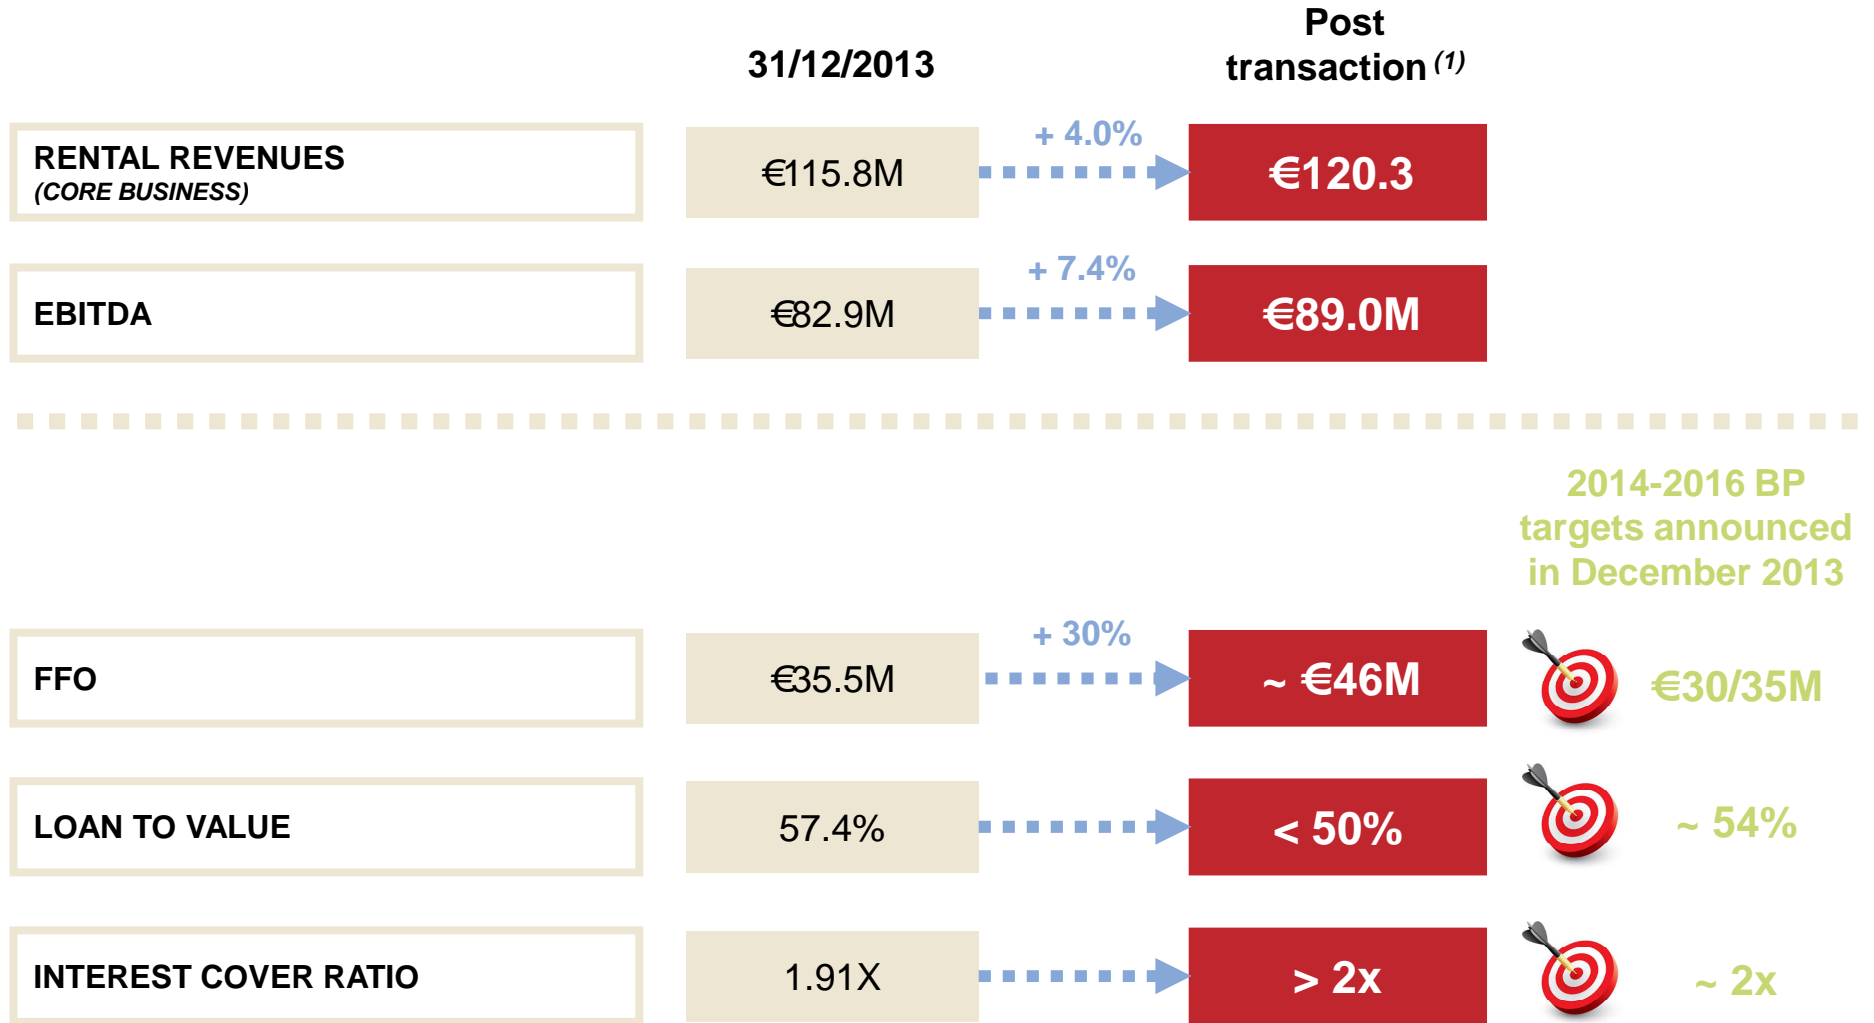 31/12/2013
Post
transaction (1)
RENTAL REVENUES
(CORE BUSINESS)
€115.8M
+ 4.0%
€120.3
EBITDA
€82.9M
+ 7.4%
€89.0M
2014-2016 BP
targets announced
in December 2013
FFO
€35.5M
+ 30%
~ €46M
€30/35M
LOAN TO VALUE
57.4%
< 50%
~ 54%
INTEREST COVER RATIO
1.91X
> 2x
~ 2x